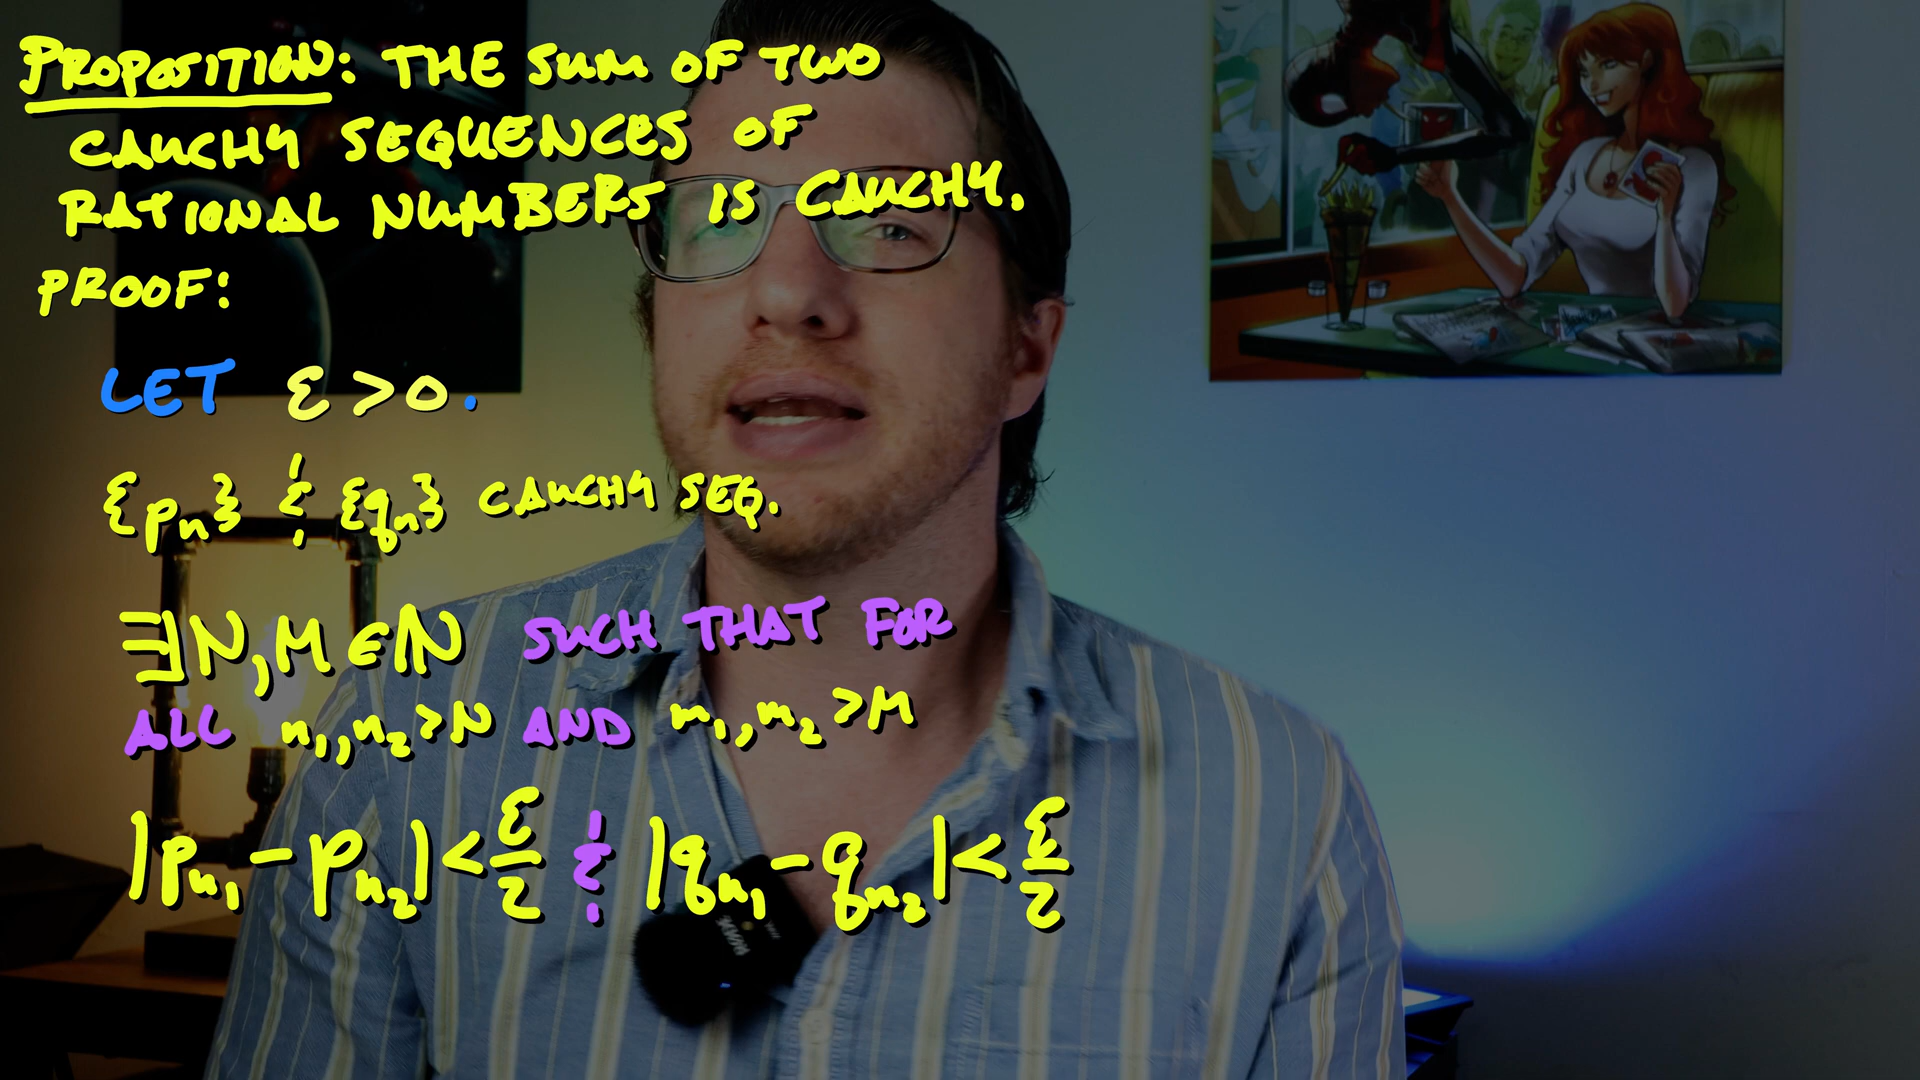 PROPOSITION: THE SUM OF TWO
CAUCHY SEQUENCES OF
RATIONAL NUMBERS IS CAUCHY.
PROOF:
LET ε > 0.
{pₙ} & {qₙ} CAUCHY SEQ.
∃ N, M ∈ ℕ SUCH THAT FOR
ALL n₁, n₂ > N AND m₁, m₂ > M
|pₙ₁ - pₙ₂| < ε/2 & |qₘ₁ - qₘ₂| < ε/2